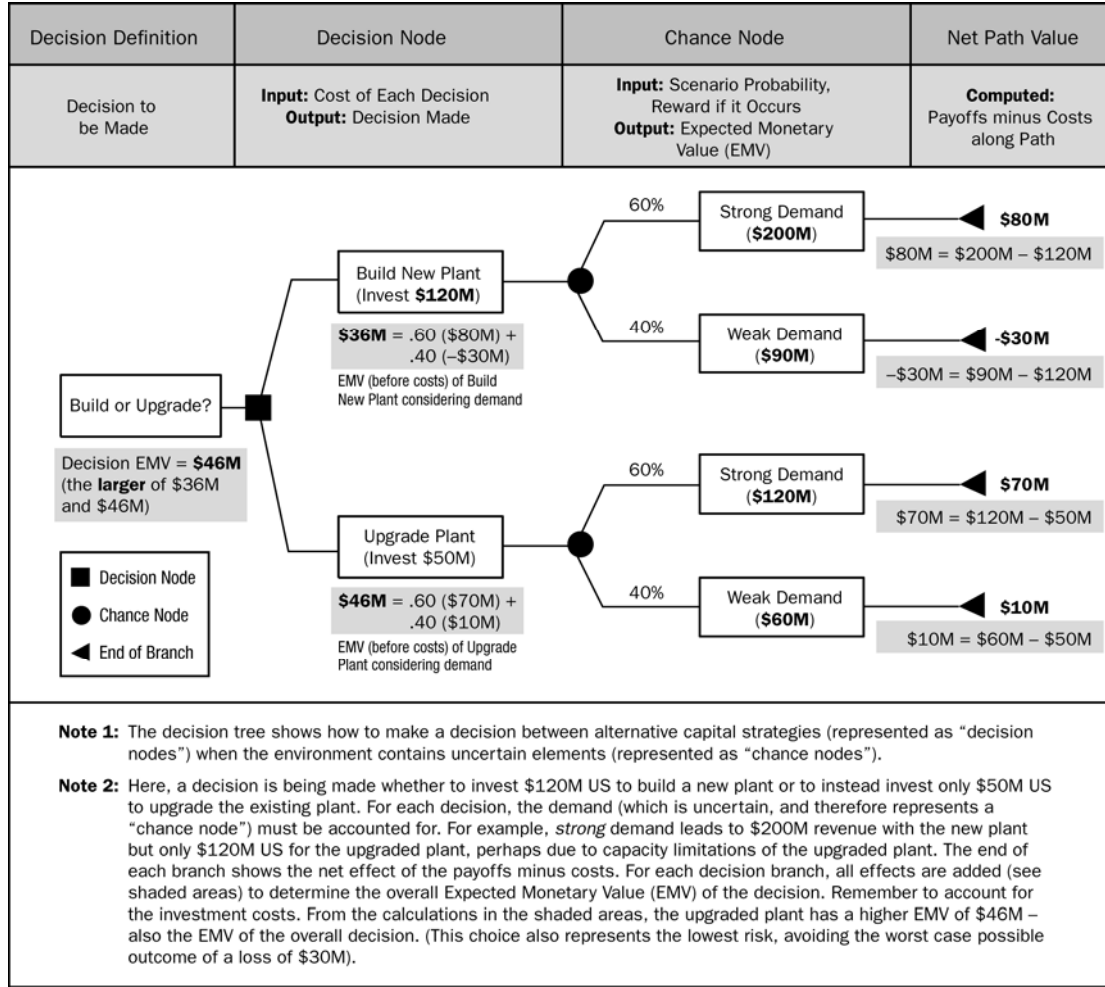 Decision Definition
Decision Node
Chance Node
Net Path Value
Decision to
be Made
Input: Cost of Each Decision
Output: Decision Made
Input: Scenario Probability,
Reward if it Occurs
Output: Expected Monetary
Value (EMV)
Computed:
Payoffs minus Costs
along Path
Build or Upgrade?
Decision EMV = $46M
(the larger of $36M
and $46M)
Build New Plant
(Invest $120M)
$36M = .60 ($80M) +
.40 (–$30M)
EMV (before costs) of Build
New Plant considering demand
60%
Strong Demand
($200M)
$80M
$80M = $200M – $120M
40%
Weak Demand
($90M)
-$30M
–$30M = $90M – $120M
Upgrade Plant
(Invest $50M)
$46M = .60 ($70M) +
.40 ($10M)
EMV (before costs) of Upgrade
Plant considering demand
60%
Strong Demand
($120M)
$70M
$70M = $120M – $50M
40%
Weak Demand
($60M)
$10M
$10M = $60M – $50M
Decision Node
Chance Node
End of Branch
Note 1: The decision tree shows how to make a decision between alternative capital strategies (represented as “decision
nodes”) when the environment contains uncertain elements (represented as “chance nodes”).
Note 2: Here, a decision is being made whether to invest $120M US to build a new plant or to instead invest only $50M US
to upgrade the existing plant. For each decision, the demand (which is uncertain, and therefore represents a
“chance node”) must be accounted for. For example, strong demand leads to $200M revenue with the new plant
but only $120M US for the upgraded plant, perhaps due to capacity limitations of the upgraded plant. The end of
each branch shows the net effect of the payoffs minus costs. For each decision branch, all effects are added (see
shaded areas) to determine the overall Expected Monetary Value (EMV) of the decision. Remember to account for
the investment costs. From the calculations in the shaded areas, the upgraded plant has a higher EMV of $46M –
also the EMV of the overall decision. (This choice also represents the lowest risk, avoiding the worst case possible
outcome of a loss of $30M).